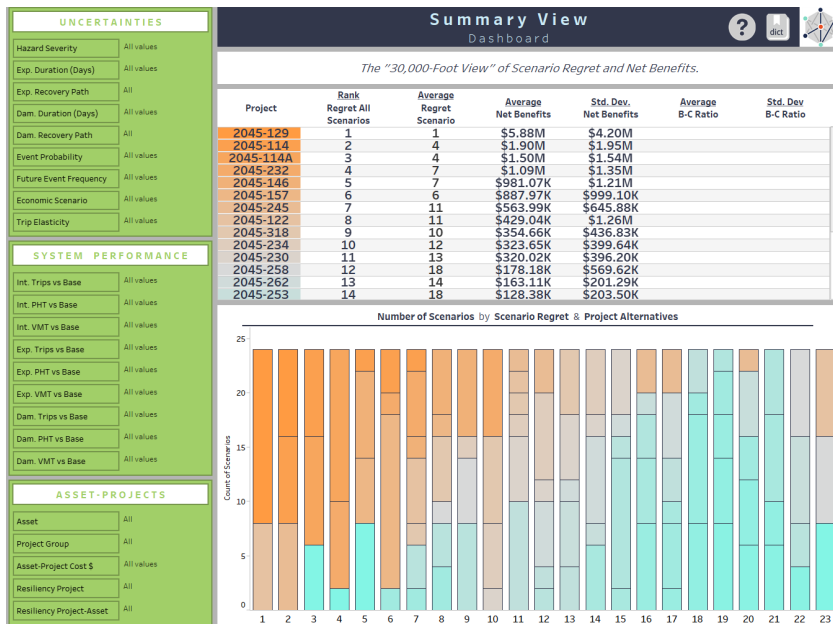 UNCERTAINTIES
Hazard Severity All values
Exp. Duration (Days) All values
Exp. Recovery Path All
Dam. Duration (Days) All values
Dam. Recovery Path All
Event Probability All values
Future Event Frequency All values
Economic Scenario All values
Trip Elasticity All values
SYSTEM PERFORMANCE
Int. Trips vs Base All values
Int. PHT vs Base All values
Int. VMT vs Base All values
Exp. Trips vs Base All values
Exp. PHT vs Base All values
Exp. VMT vs Base All values
Dam. Trips vs Base All values
Dam. PHT vs Base All values
Dam. VMT vs Base All values
ASSET-PROJECTS
Asset All
Project Group All
Asset-Project Cost $ All values
Resiliency Project All
Resiliency Project-Asset All
Summary View
Dashboard
?
dict
The "30,000-Foot View" of Scenario Regret and Net Benefits.
Project
Rank
Regret All
Scenarios
Average
Regret
Scenario
Average
Net Benefits
Std. Dev.
Net Benefits
Average
B-C Ratio
Std. Dev
B-C Ratio
2045-129 1 1 $5.88M $4.20M
2045-114 2 4 $1.90M $1.95M
2045-114A 3 4 $1.50M $1.54M
2045-232 4 7 $1.09M $1.35M
2045-146 5 7 $981.07K $1.21M
2045-157 6 6 $887.97K $999.10K
2045-245 7 11 $563.99K $645.88K
2045-122 8 11 $429.04K $1.26M
2045-318 9 10 $354.66K $436.83K
2045-234 10 12 $323.65K $399.64K
2045-230 11 13 $320.02K $396.20K
2045-258 12 18 $178.18K $569.62K
2045-262 13 14 $163.11K $201.29K
2045-253 14 18 $128.38K $203.50K
Number of Scenarios by Scenario Regret & Project Alternatives
Count of Scenarios
25
20
15
10
5
0
1 2 3 4 5 6 7 8 9 10 11 12 13 14 15 16 17 18 19 20 21 22 23